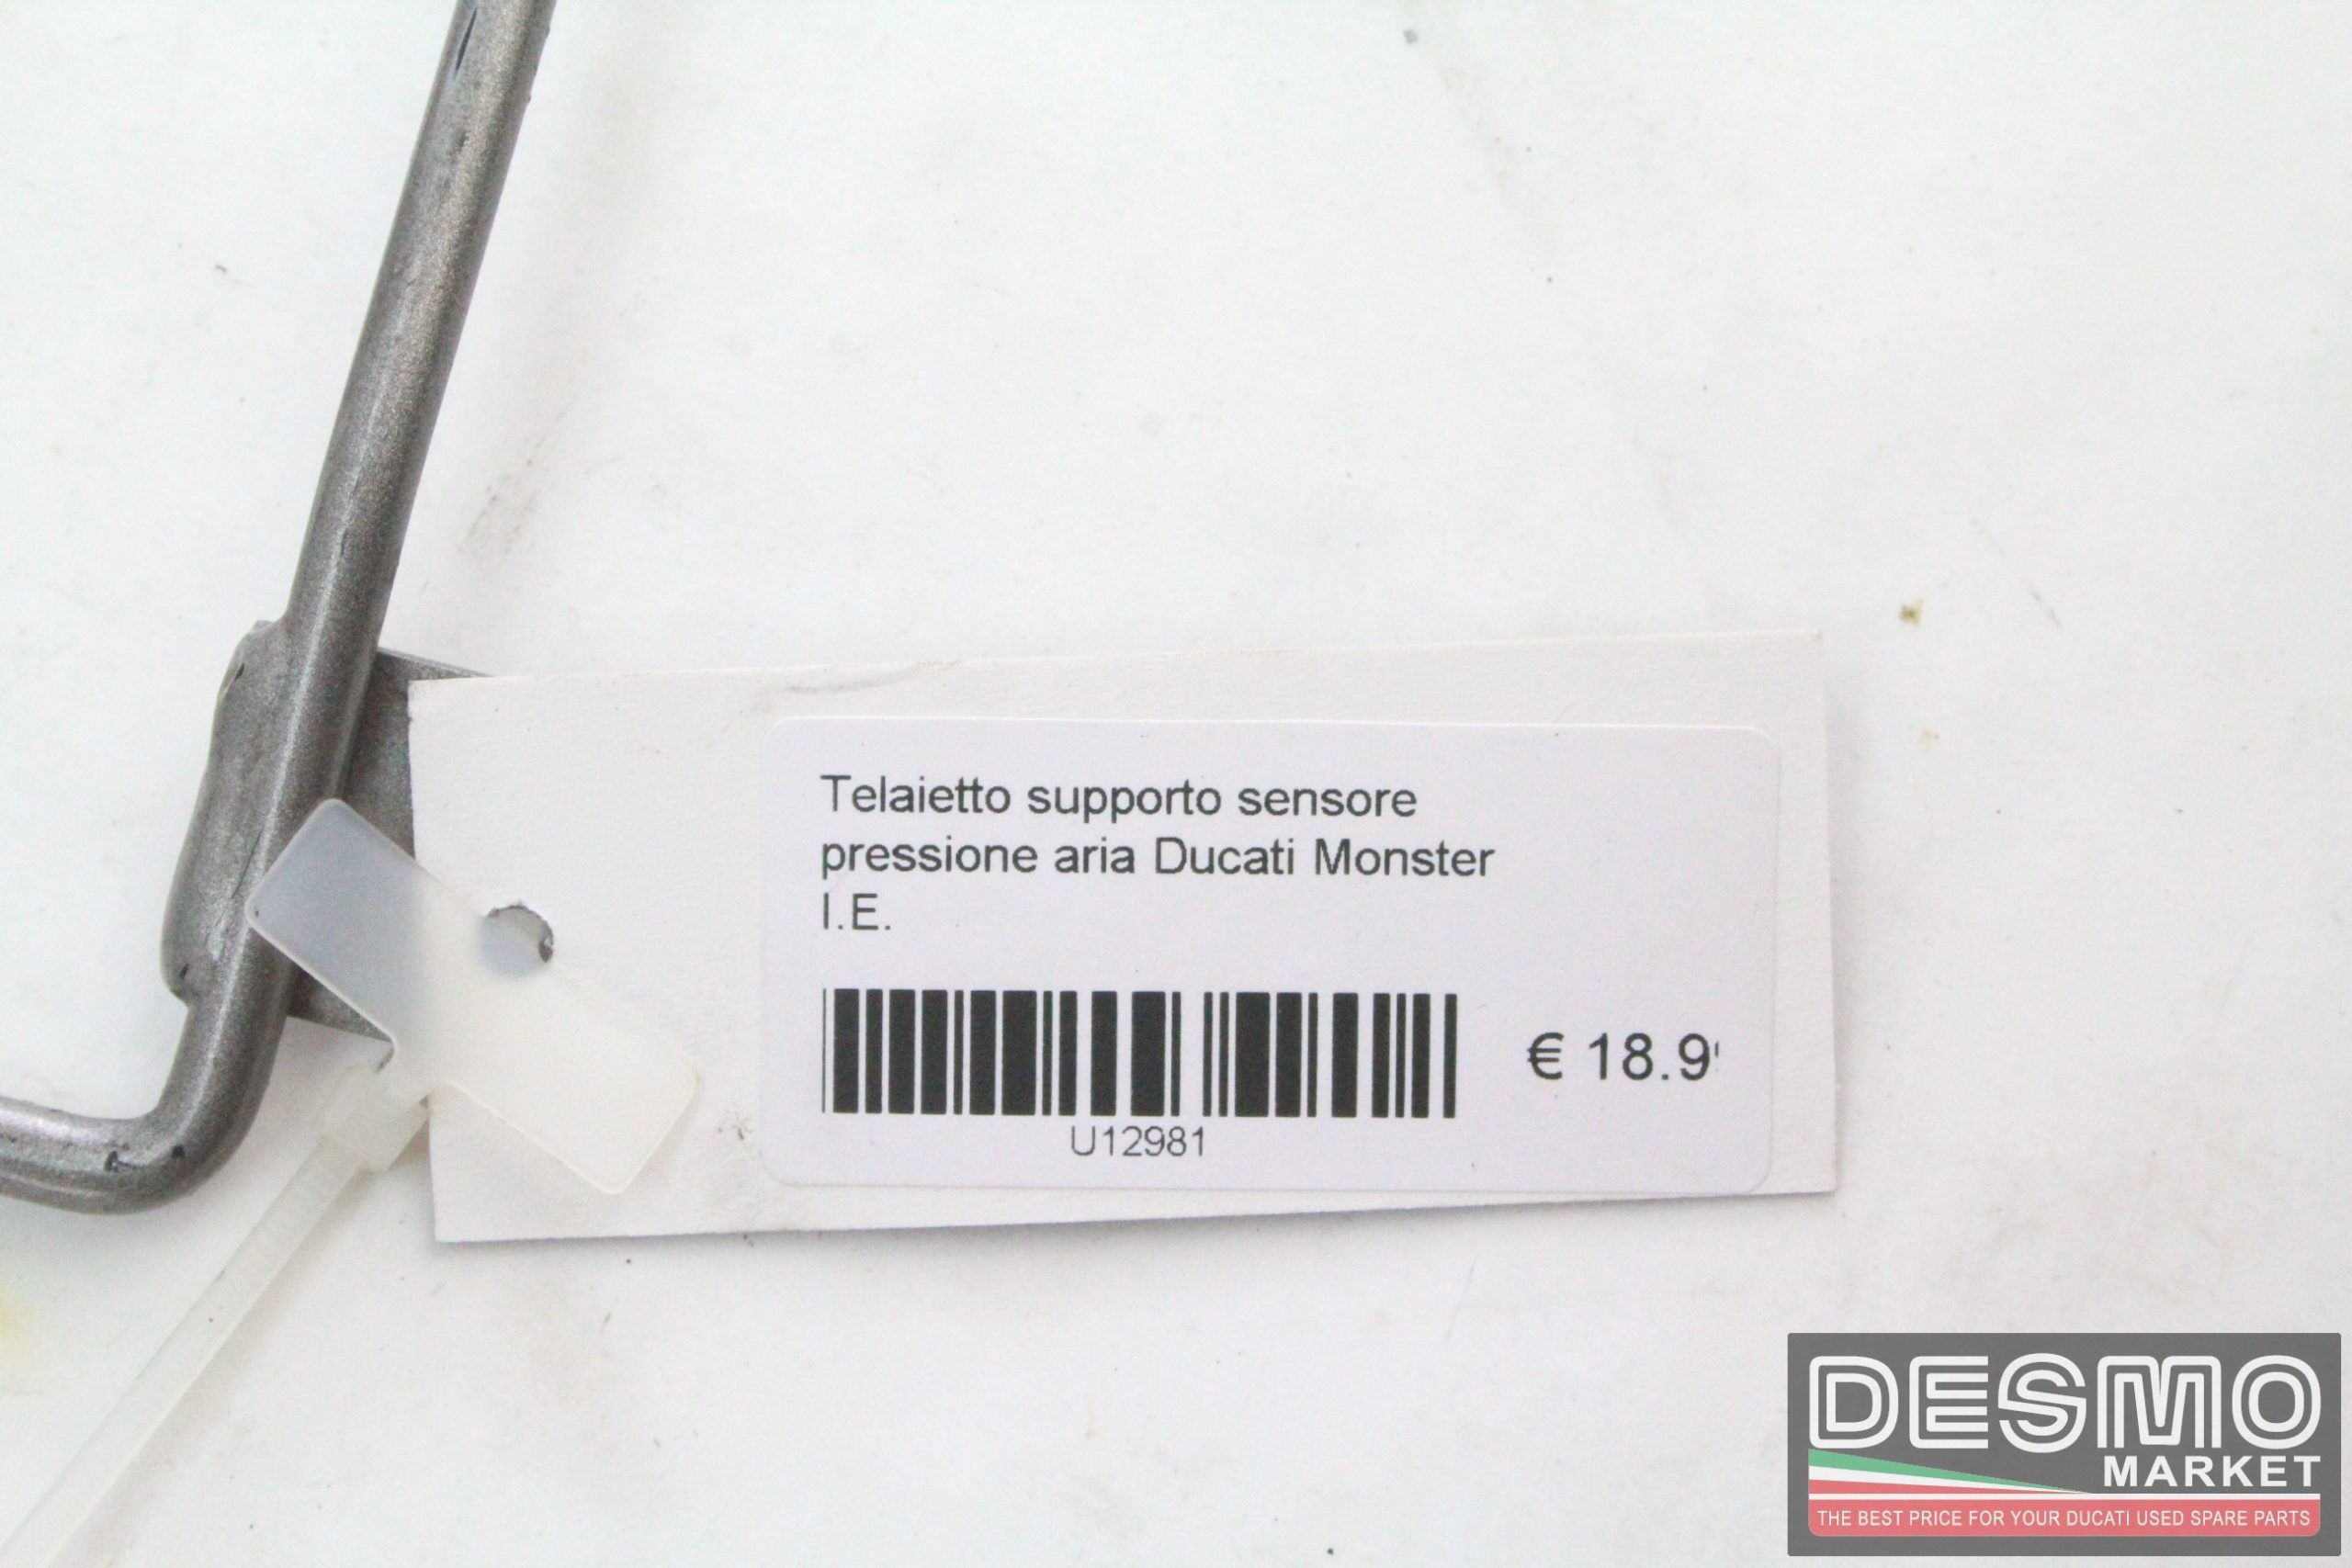 Telaietto supporto sensore
pressione aria Ducati Monster
I.E.
€ 18.9
U12981
DESMO
MARKET
THE BEST PRICE FOR YOUR DUCATI USED SPARE PARTS